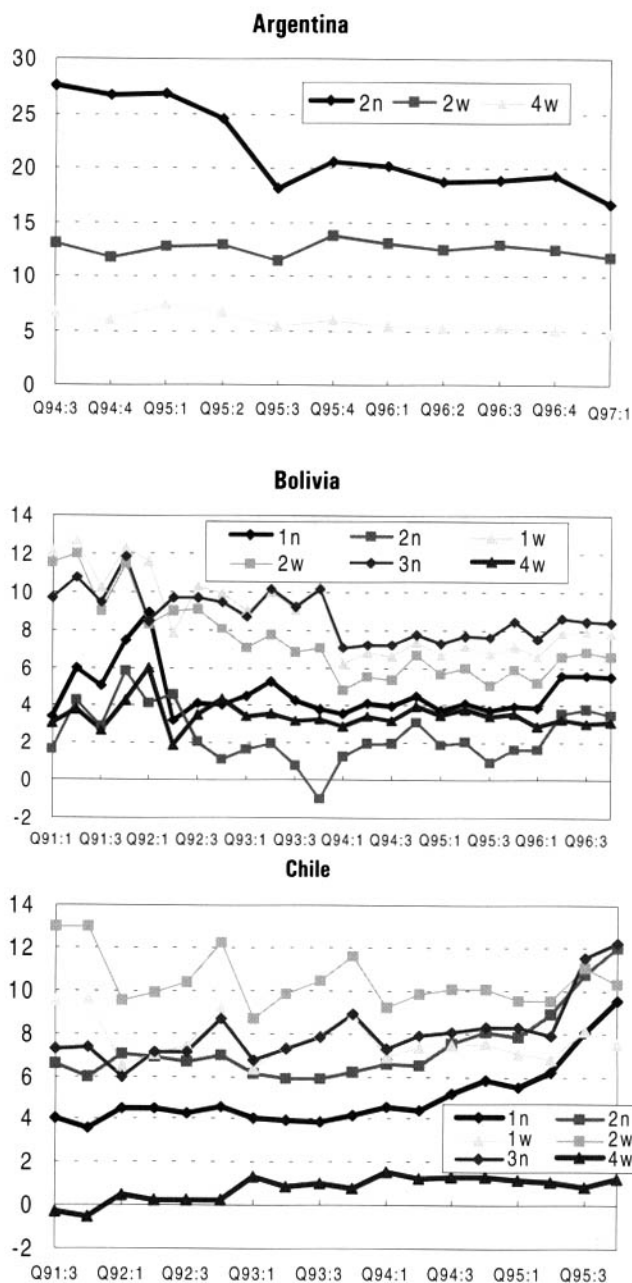 Argentina
30
2n 2w 4w
25
20
15
10
5
0
Q94:3 Q94:4 Q95:1 Q95:2 Q95:3 Q95:4 Q96:1 Q96:2 Q96:3 Q96:4 Q97:1
Bolivia
14
1n 2n 1w
12
2w 3n 4w
10
8
6
4
2
0
-2
Q91:1 Q91:3 Q92:1 Q92:3 Q93:1 Q93:3 Q94:1 Q94:3 Q95:1 Q95:3 Q96:1 Q96:3
Chile
14
12
10
8
6
4
1n 2n
1w 2w
2
3n 4w
0
-2
Q91:3 Q92:1 Q92:3 Q93:1 Q93:3 Q94:1 Q94:3 Q95:1 Q95:3